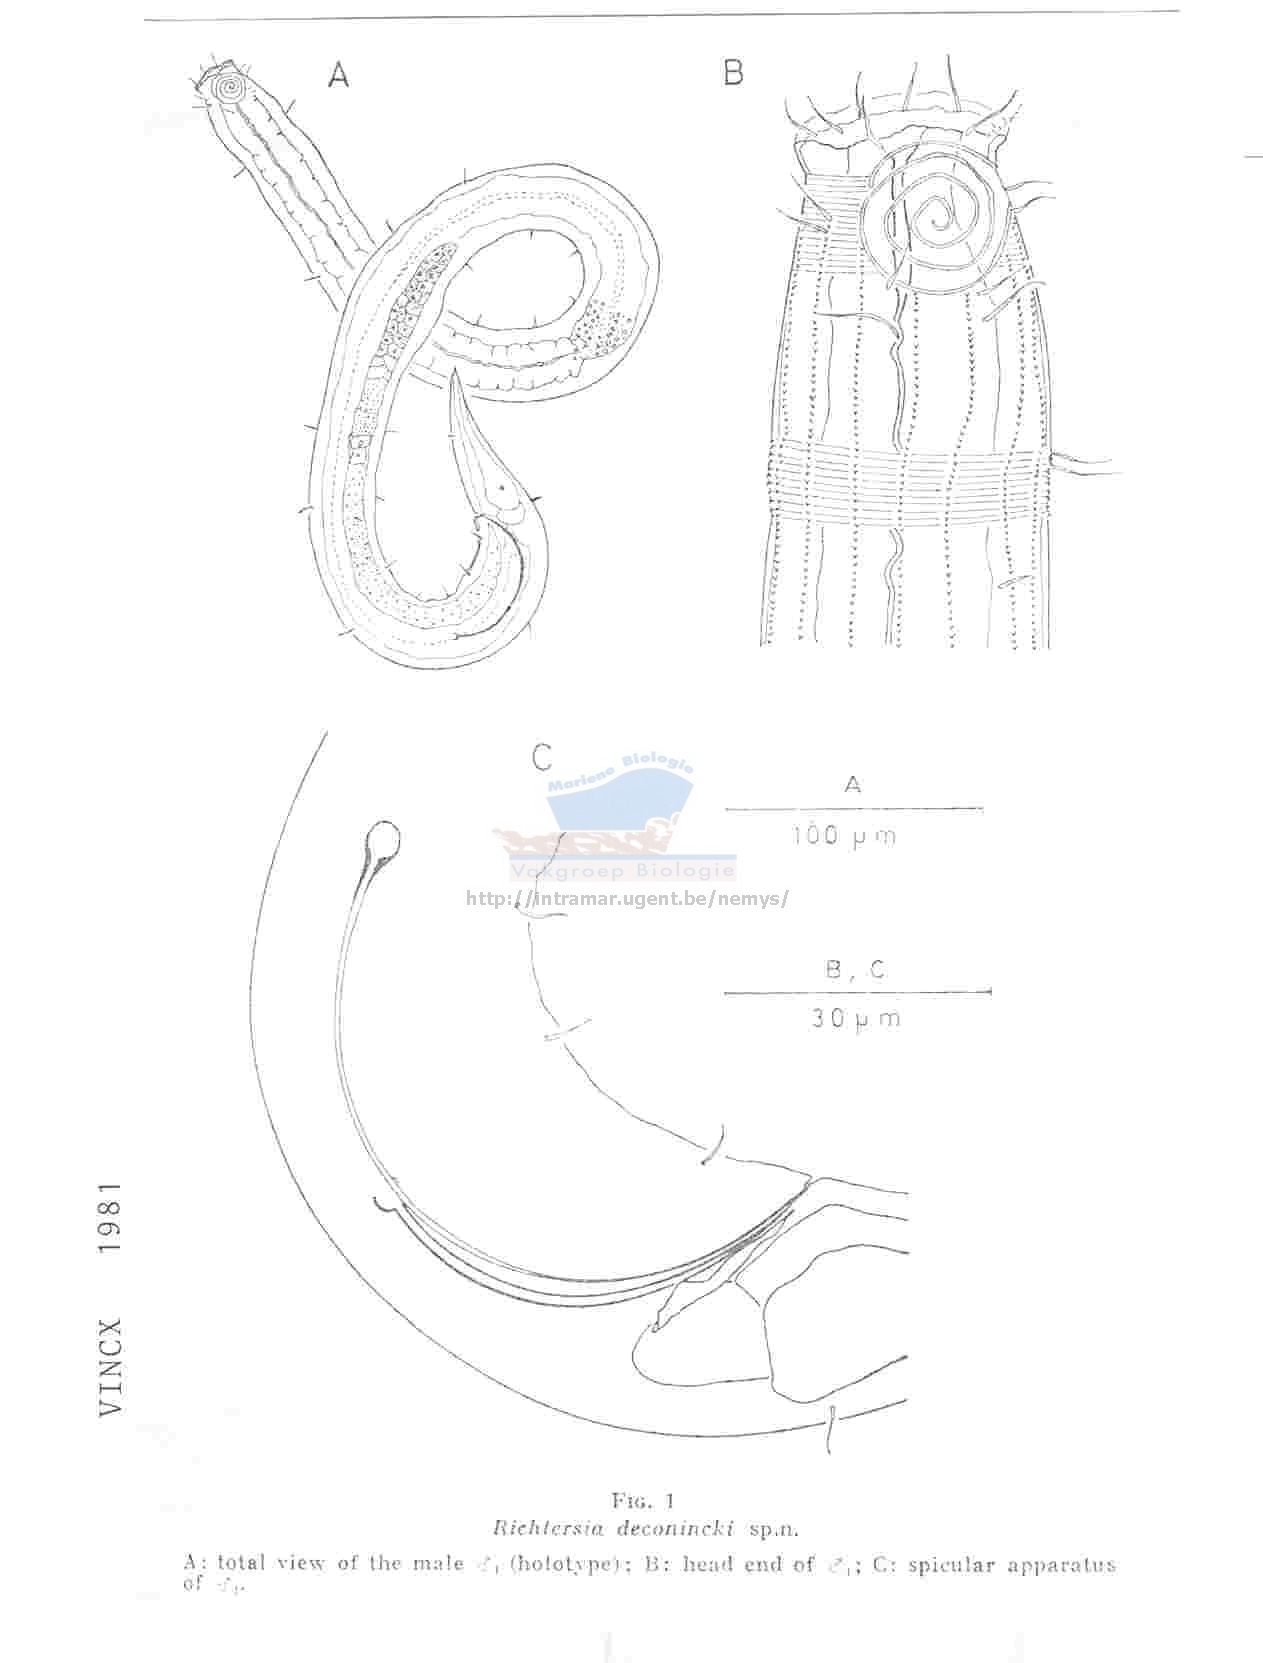 A
B
C
Mariene Biologie
Vakgroep Biologie
http://intramar.ugent.be/nemys/
A
100 µm
B, C
30 µm
VINCX 1981
FIG. 1
Richtersia deconincki sp.n.
A: total view of the male ♂₁ (holotype); B: head end of ♂₁; C: spicular apparatus
of ♂₁.